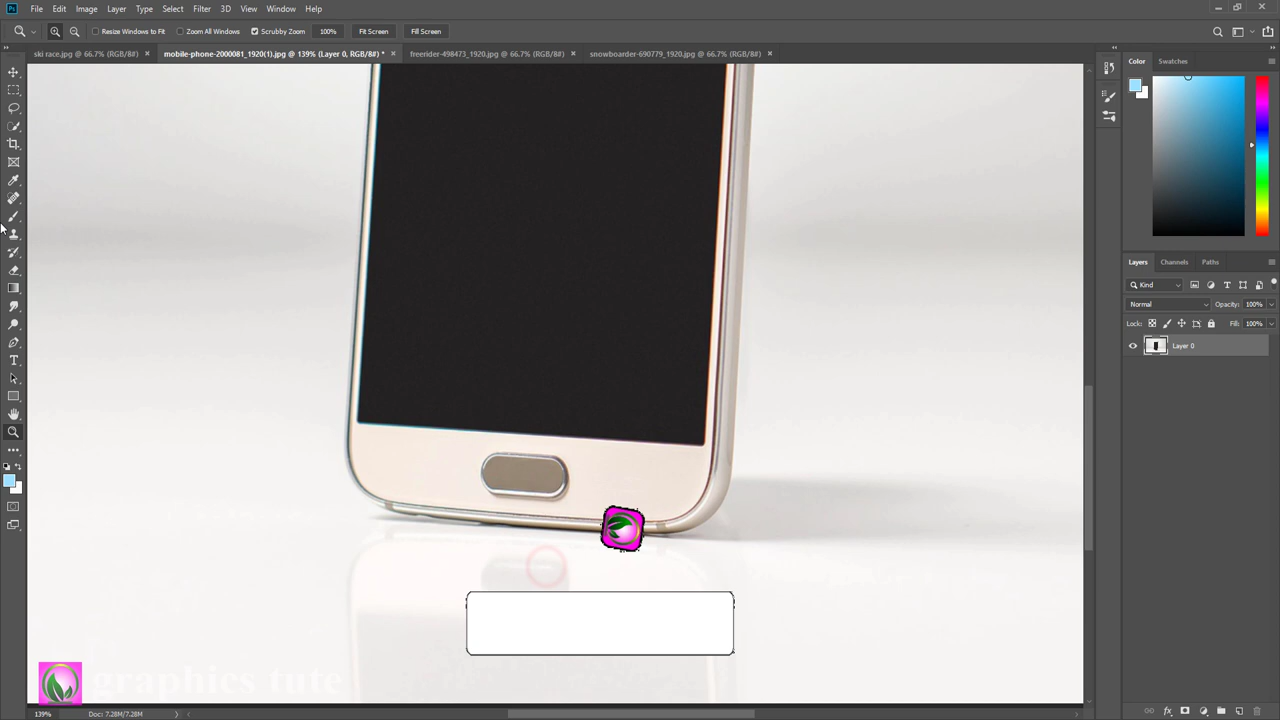 Ps File Edit Image Layer Type Select Filter 3D View Window Help
Resize Windows to Fit Zoom All Windows Scrubby Zoom 100% Fit Screen Fill Screen
ski race.jpg @ 66.7% (RGB/8#) × mobile-phone-2000081_1920(1).jpg @ 139% (Layer 0, RGB/8#) * × freerider-498473_1920.jpg @ 66.7% (RGB/8#) × snowboarder-690779_1920.jpg @ 66.7% (RGB/8#) ×
Color Swatches
Layers Channels Paths
Kind
Normal Opacity: 100%
Lock: Fill: 100%
Layer 0
graphics tute
139% Doc: 7.28M/7.28M